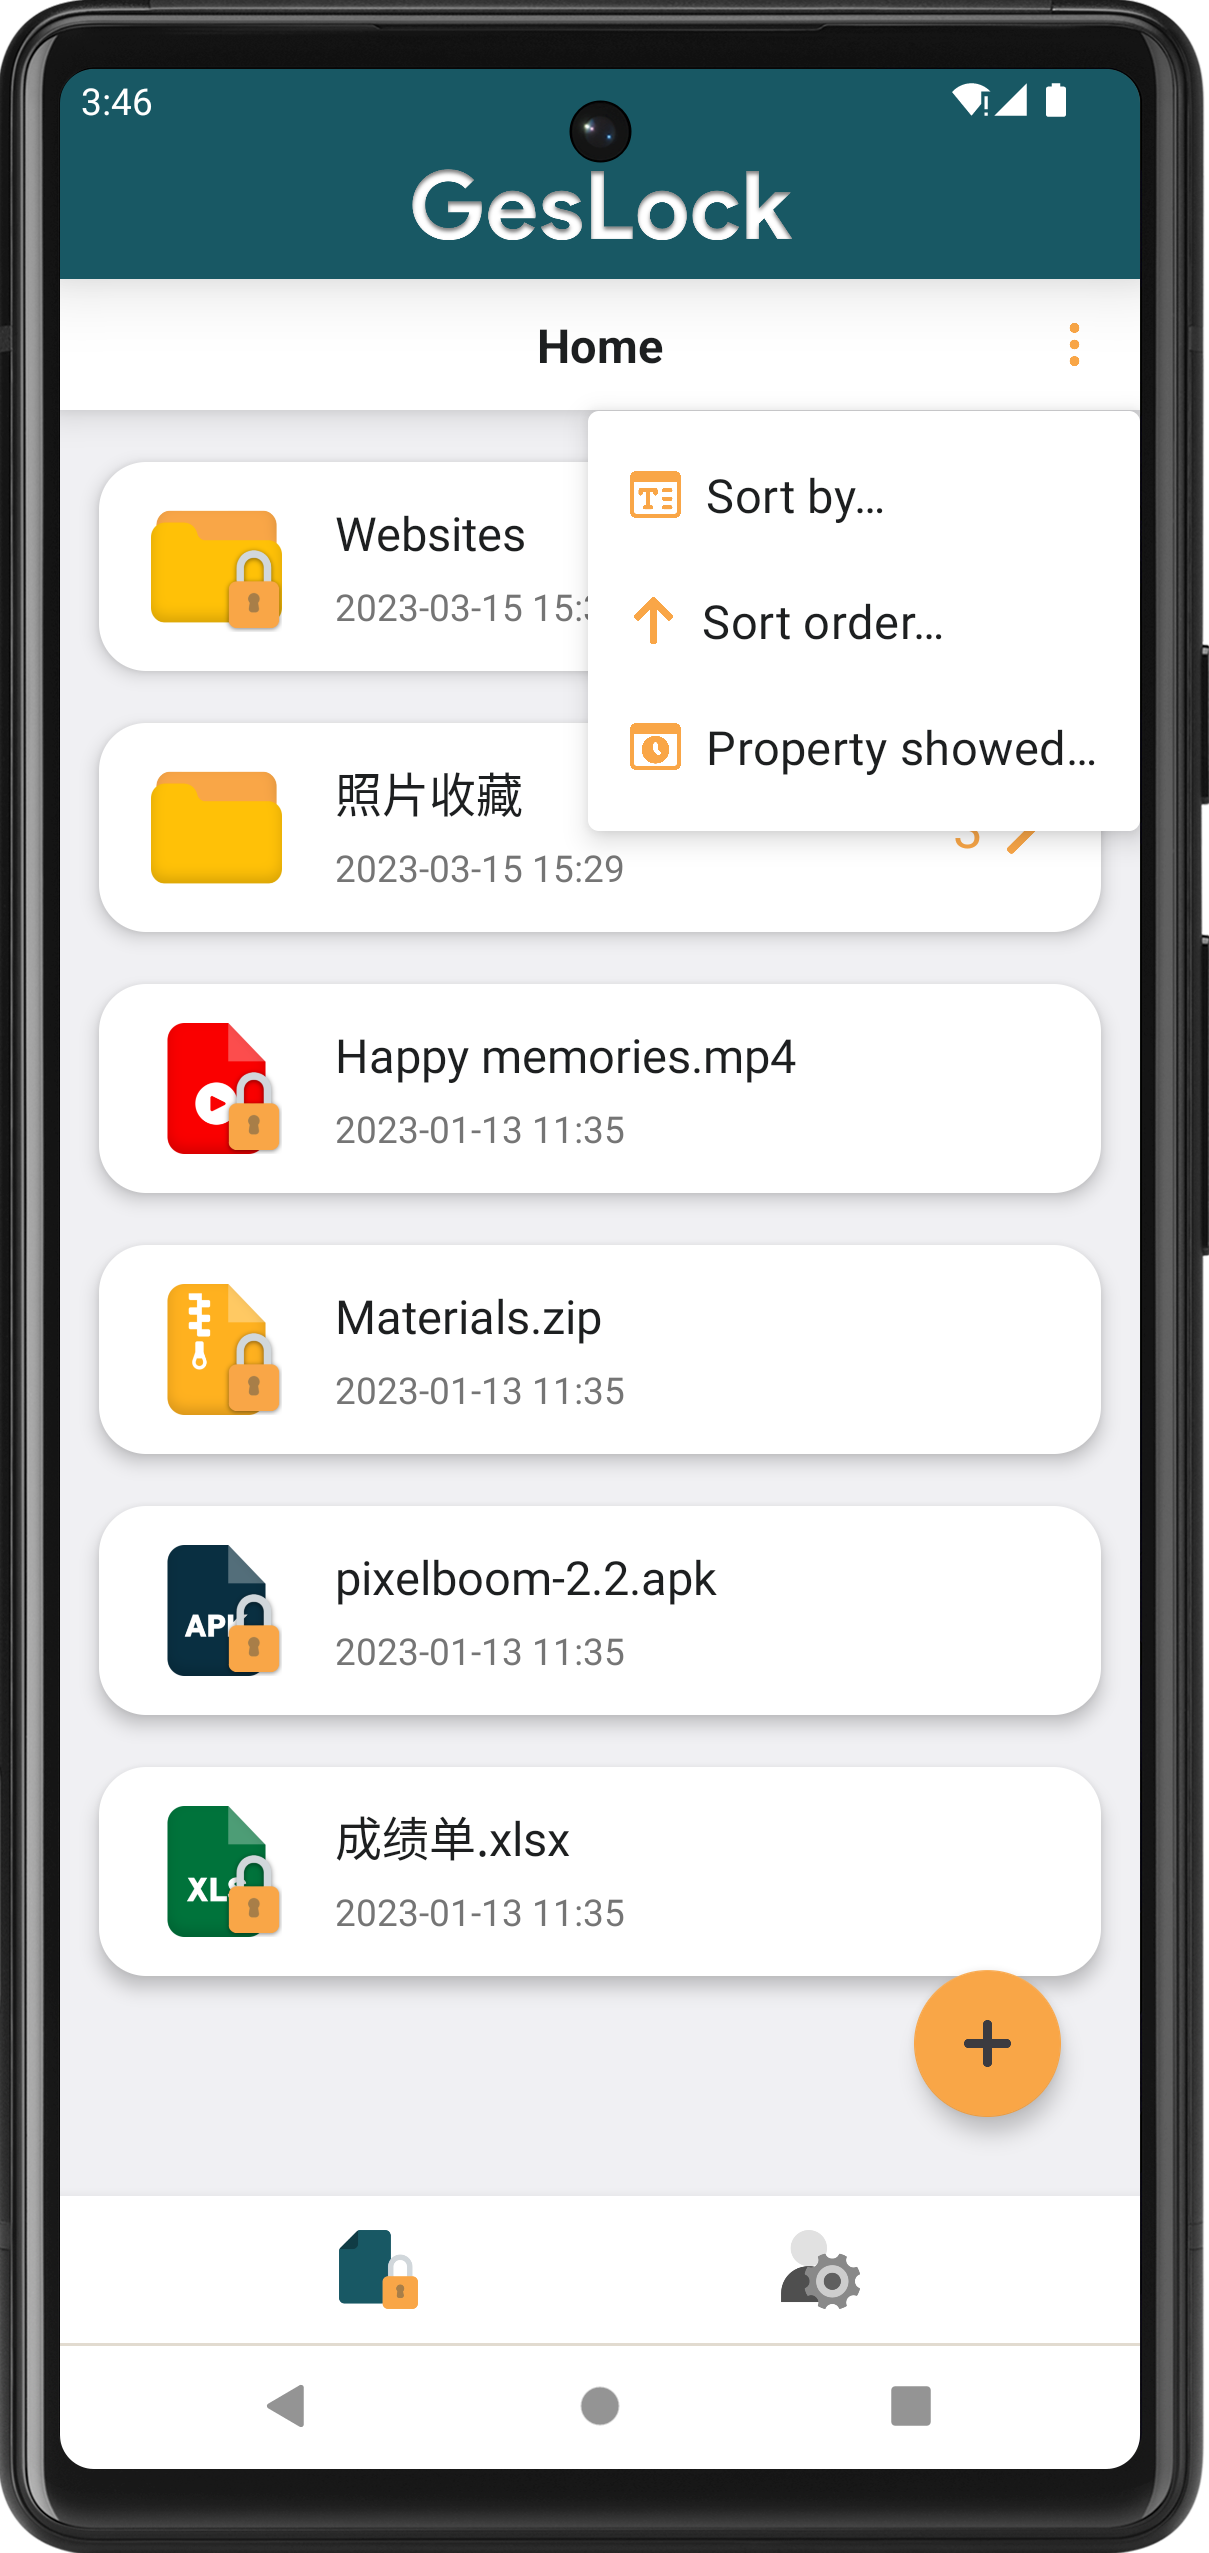 3:46
GesLock
Home
Sort by...
Websites
2023-03-15 15:
Sort order...
Property showed...
照片收藏
2023-03-15 15:29
Happy memories.mp4
2023-01-13 11:35
Materials.zip
2023-01-13 11:35
APK
pixelboom-2.2.apk
2023-01-13 11:35
XLS
成绩单.xlsx
2023-01-13 11:35